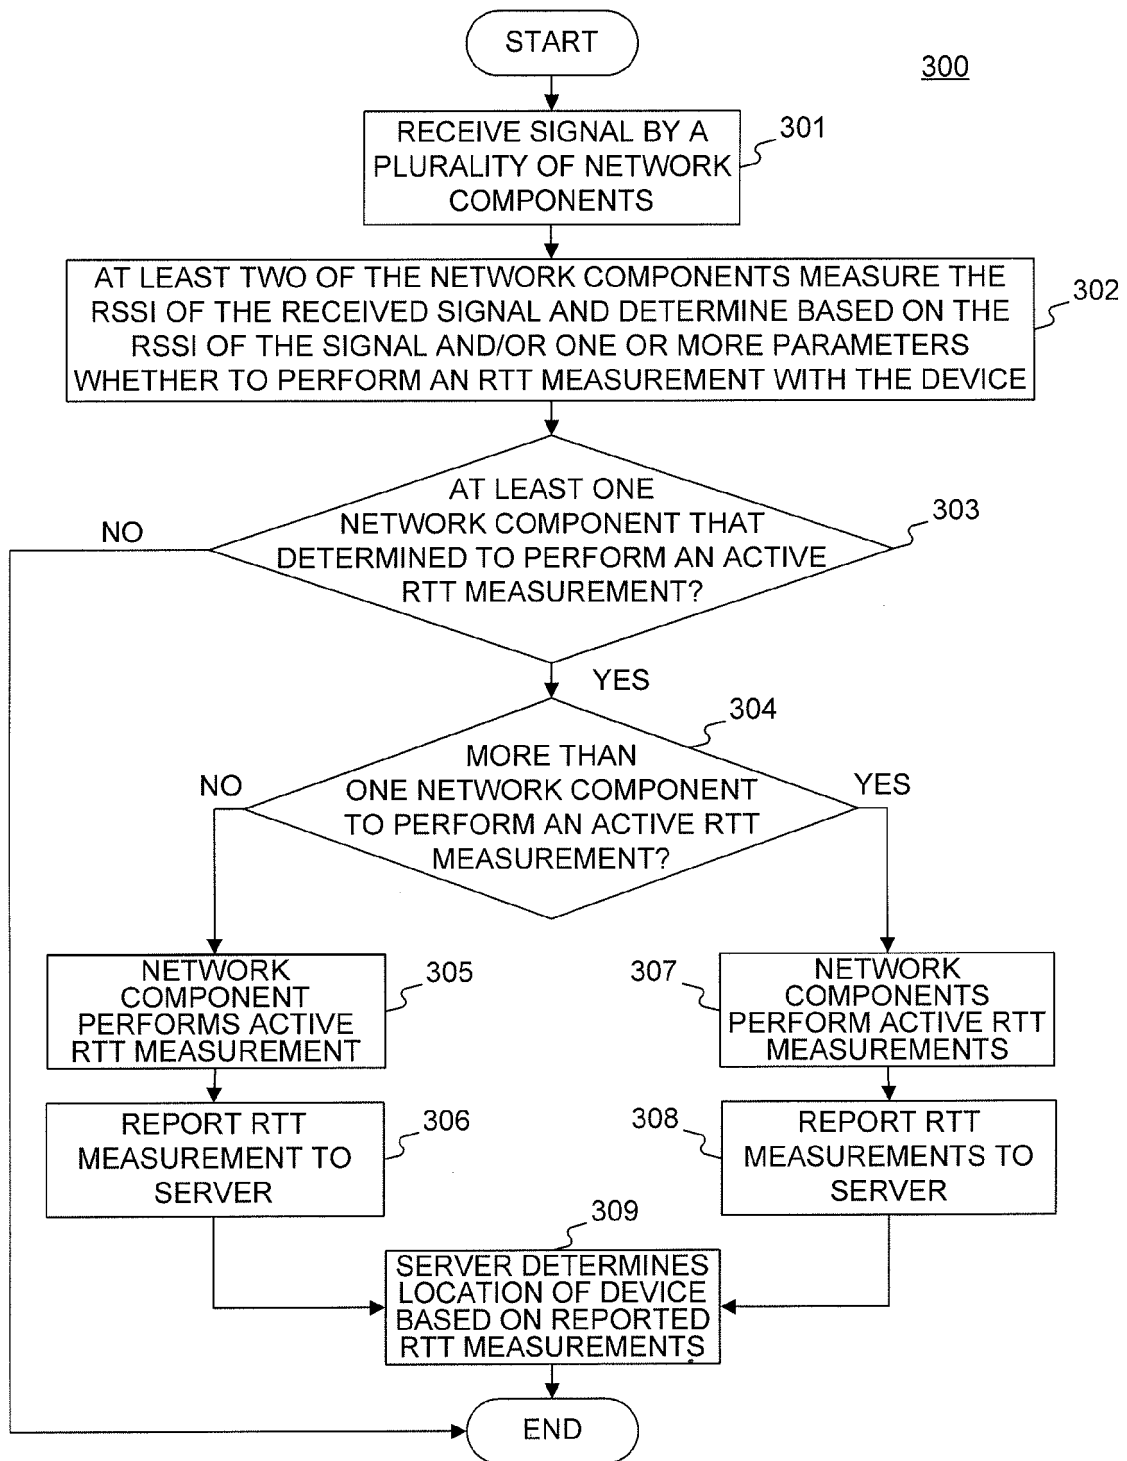 START
300
RECEIVE SIGNAL BY A
PLURALITY OF NETWORK
COMPONENTS
301
AT LEAST TWO OF THE NETWORK COMPONENTS MEASURE THE
RSSI OF THE RECEIVED SIGNAL AND DETERMINE BASED ON THE
RSSI OF THE SIGNAL AND/OR ONE OR MORE PARAMETERS
WHETHER TO PERFORM AN RTT MEASUREMENT WITH THE DEVICE
302
AT LEAST ONE
NETWORK COMPONENT THAT
DETERMINED TO PERFORM AN ACTIVE
RTT MEASUREMENT?
303
NO
YES
MORE THAN
ONE NETWORK COMPONENT
TO PERFORM AN ACTIVE RTT
MEASUREMENT?
304
NO
YES
NETWORK
COMPONENT
PERFORMS ACTIVE
RTT MEASUREMENT
305
307
NETWORK
COMPONENTS
PERFORM ACTIVE RTT
MEASUREMENTS
REPORT RTT
MEASUREMENT TO
SERVER
306
308
REPORT RTT
MEASUREMENTS TO
SERVER
309
SERVER DETERMINES
LOCATION OF DEVICE
BASED ON REPORTED
RTT MEASUREMENTS
END